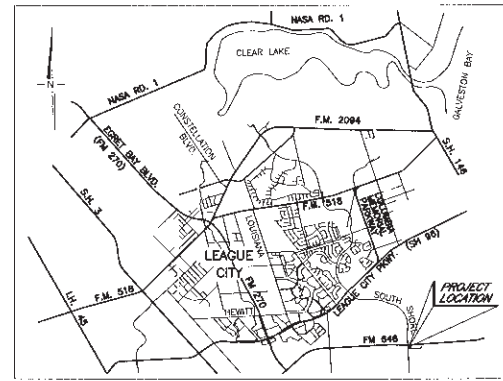 NASA RD. 1
CLEAR LAKE
GALVESTON BAY
NASA RD. 1
CONSTELLATION
BLVD.
EGRET BAY BLVD.
(FM 270)
F.M. 2094
S.H. 146
S.H. 3
F.M. 518
LOUISIANA
LEAGUE
CITY
FM 270
LEAGUE CITY PKWY. (SH 96)
F.M. 518
I.H. 45
HEWATT
SOUTH
SHORE
PROJECT
LOCATION
FM 646
N